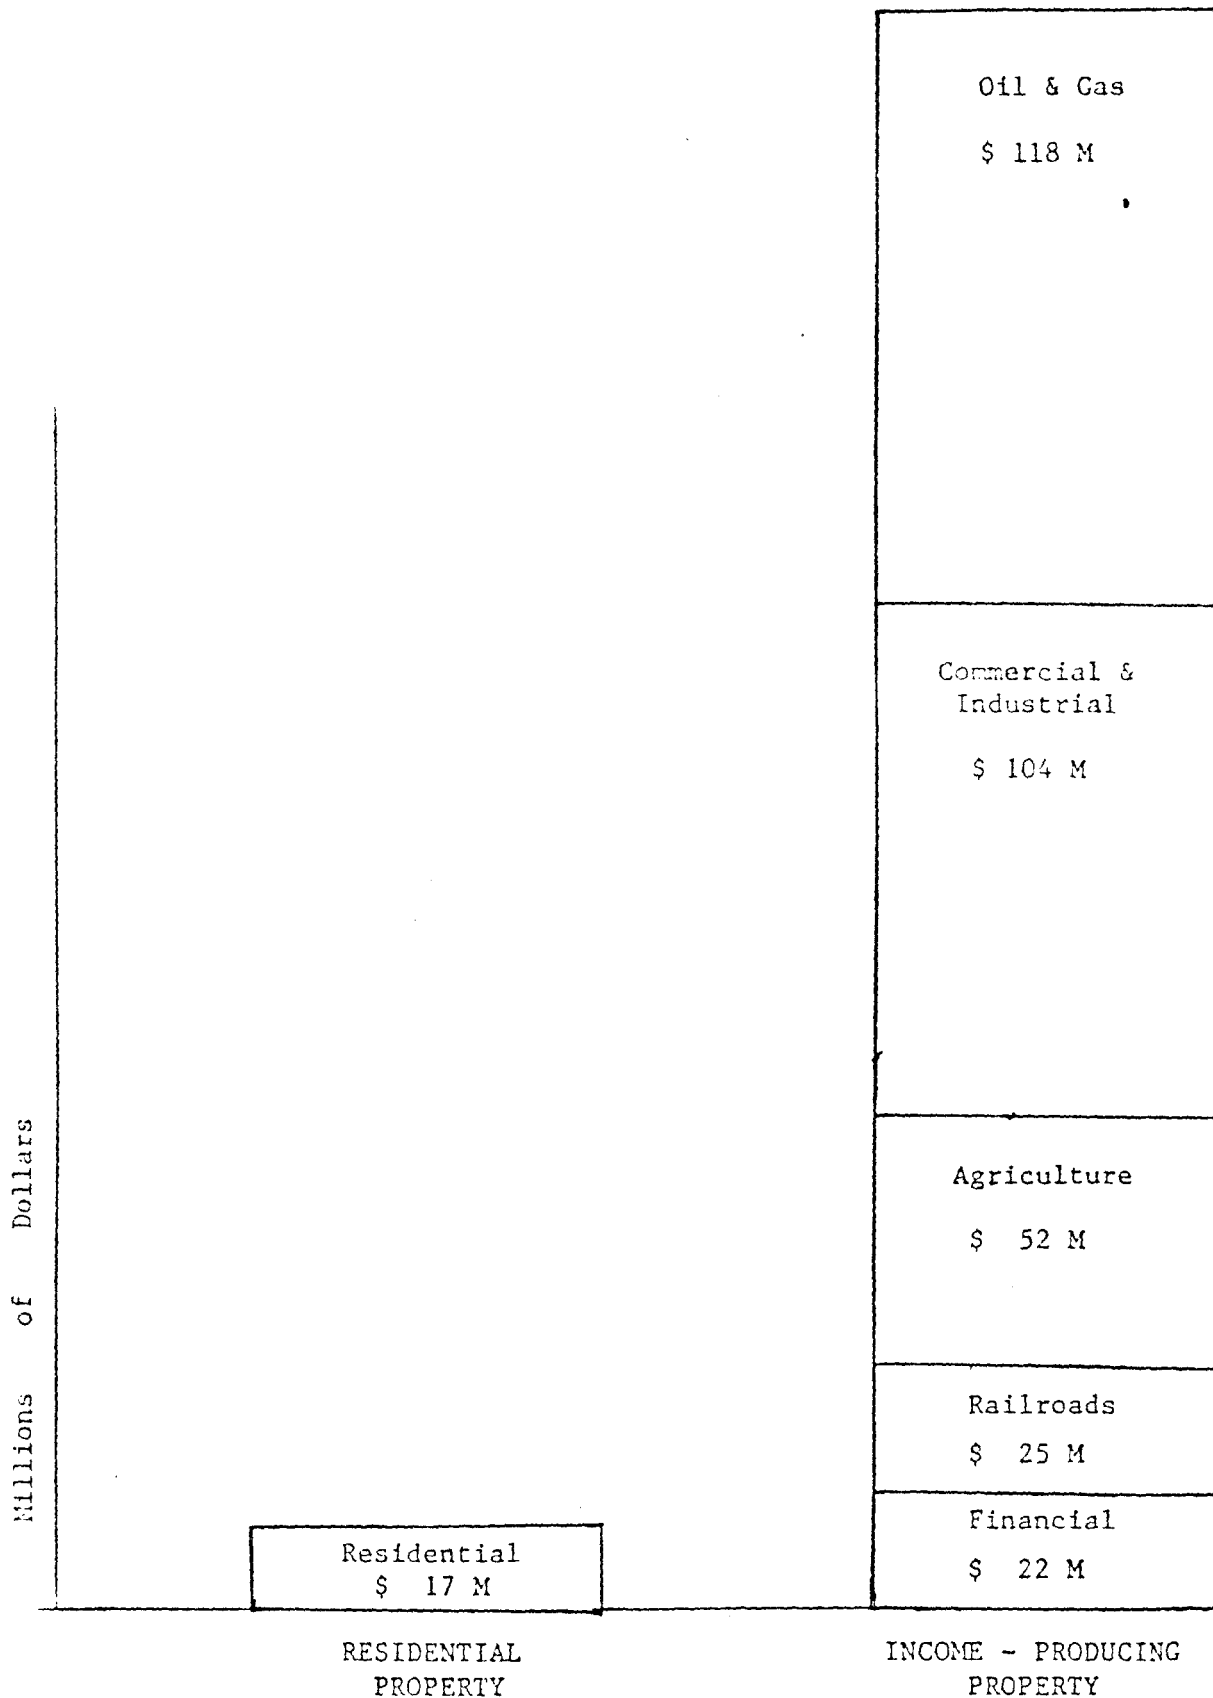 Oil & Gas
$ 118 M
Commercial &
Industrial
$ 104 M
Agriculture
$ 52 M
Railroads
$ 25 M
Financial
$ 22 M
Millions of Dollars
Residential
$ 17 M
RESIDENTIAL
PROPERTY
INCOME - PRODUCING
PROPERTY